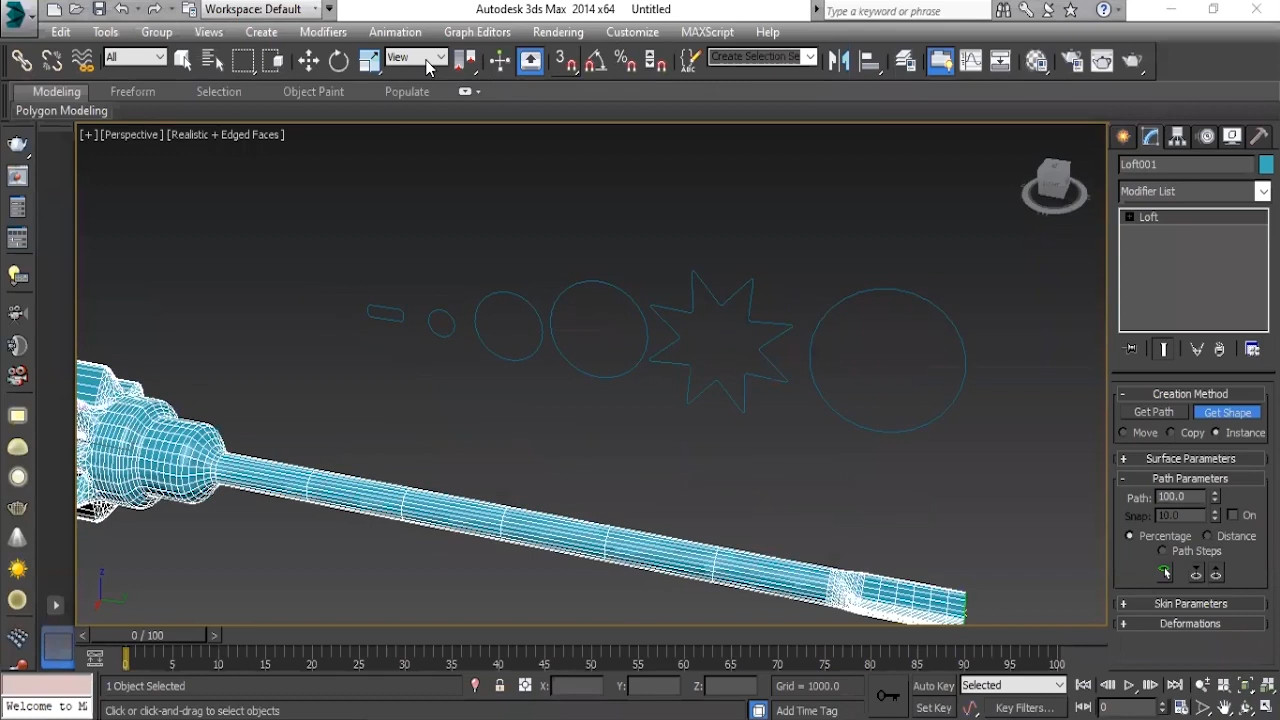 Workspace: Default
Autodesk 3ds Max 2014 x64 Untitled
Type a keyword or phrase
Edit Tools Group Views Create Modifiers Animation Graph Editors Rendering Customize MAXScript Help
All
View
3
ABC
Create Selection Se
Modeling Freeform Selection Object Paint Populate
Polygon Modeling
[+] [Perspective] [Realistic + Edged Faces]
Loft001
Modifier List
Loft
Creation Method
Get Path Get Shape
Move Copy Instance
Surface Parameters
Path Parameters
Path: 100.0
Snap: 10.0 On
Percentage Distance
Path Steps
Skin Parameters
Deformations
z
0 / 100
0 5 10 15 20 25 30 35 40 45 50 55 60 65 70 75 80 85 90 95 100
1 Object Selected
X: Y: Z:
Grid = 1000.0
Auto Key Selected
Welcome to M
Click or click-and-drag to select objects
Add Time Tag
Set Key Key Filters...
0